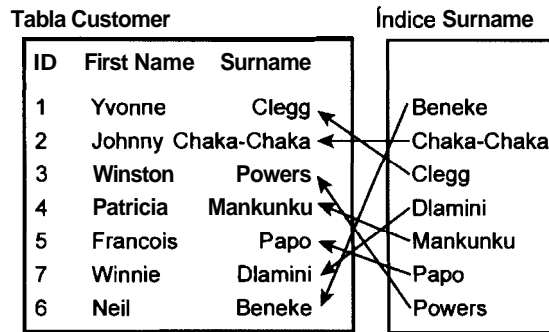 Tabla Customer
Índice Surname
ID First Name Surname
1 Yvonne Clegg
2 Johnny Chaka-Chaka
3 Winston Powers
4 Patricia Mankunku
5 Francois Papo
7 Winnie Dlamini
6 Neil Beneke
Beneke
Chaka-Chaka
Clegg
Dlamini
Mankunku
Papo
Powers